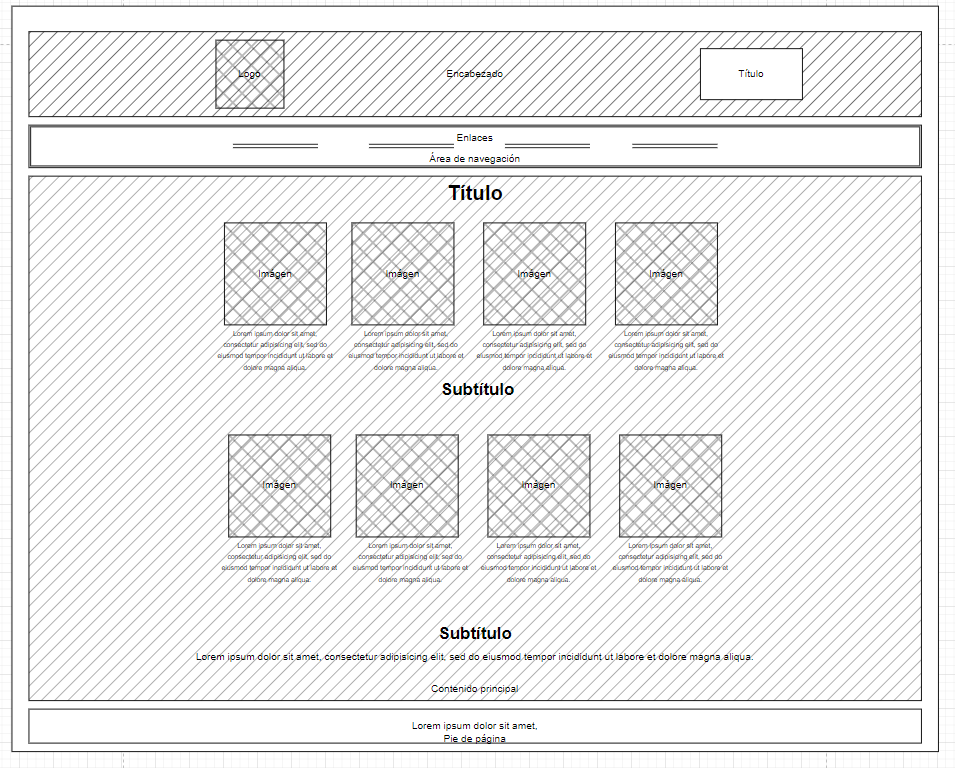 Logo
Encabezado
Título
Enlaces
Área de navegación
Título
Imágen
Imágen
Imágen
Imágen
Lorem ipsum dolor sit amet,
consectetur adipisicing elit, sed do
eiusmod tempor incididunt ut labore et
dolore magna aliqua.
Lorem ipsum dolor sit amet,
consectetur adipisicing elit, sed do
eiusmod tempor incididunt ut labore et
dolore magna aliqua.
Lorem ipsum dolor sit amet,
consectetur adipisicing elit, sed do
eiusmod tempor incididunt ut labore et
dolore magna aliqua.
Lorem ipsum dolor sit amet,
consectetur adipisicing elit, sed do
eiusmod tempor incididunt ut labore et
dolore magna aliqua.
Subtítulo
Imágen
Imágen
Imágen
Imágen
Lorem ipsum dolor sit amet,
consectetur adipisicing elit, sed do
eiusmod tempor incididunt ut labore et
dolore magna aliqua.
Lorem ipsum dolor sit amet,
consectetur adipisicing elit, sed do
eiusmod tempor incididunt ut labore et
dolore magna aliqua.
Lorem ipsum dolor sit amet,
consectetur adipisicing elit, sed do
eiusmod tempor incididunt ut labore et
dolore magna aliqua.
Lorem ipsum dolor sit amet,
consectetur adipisicing elit, sed do
eiusmod tempor incididunt ut labore et
dolore magna aliqua.
Subtítulo
Lorem ipsum dolor sit amet, consectetur adipisicing elit, sed do eiusmod tempor incididunt ut labore et dolore magna aliqua.
Contenido principal
Lorem ipsum dolor sit amet,
Pie de página